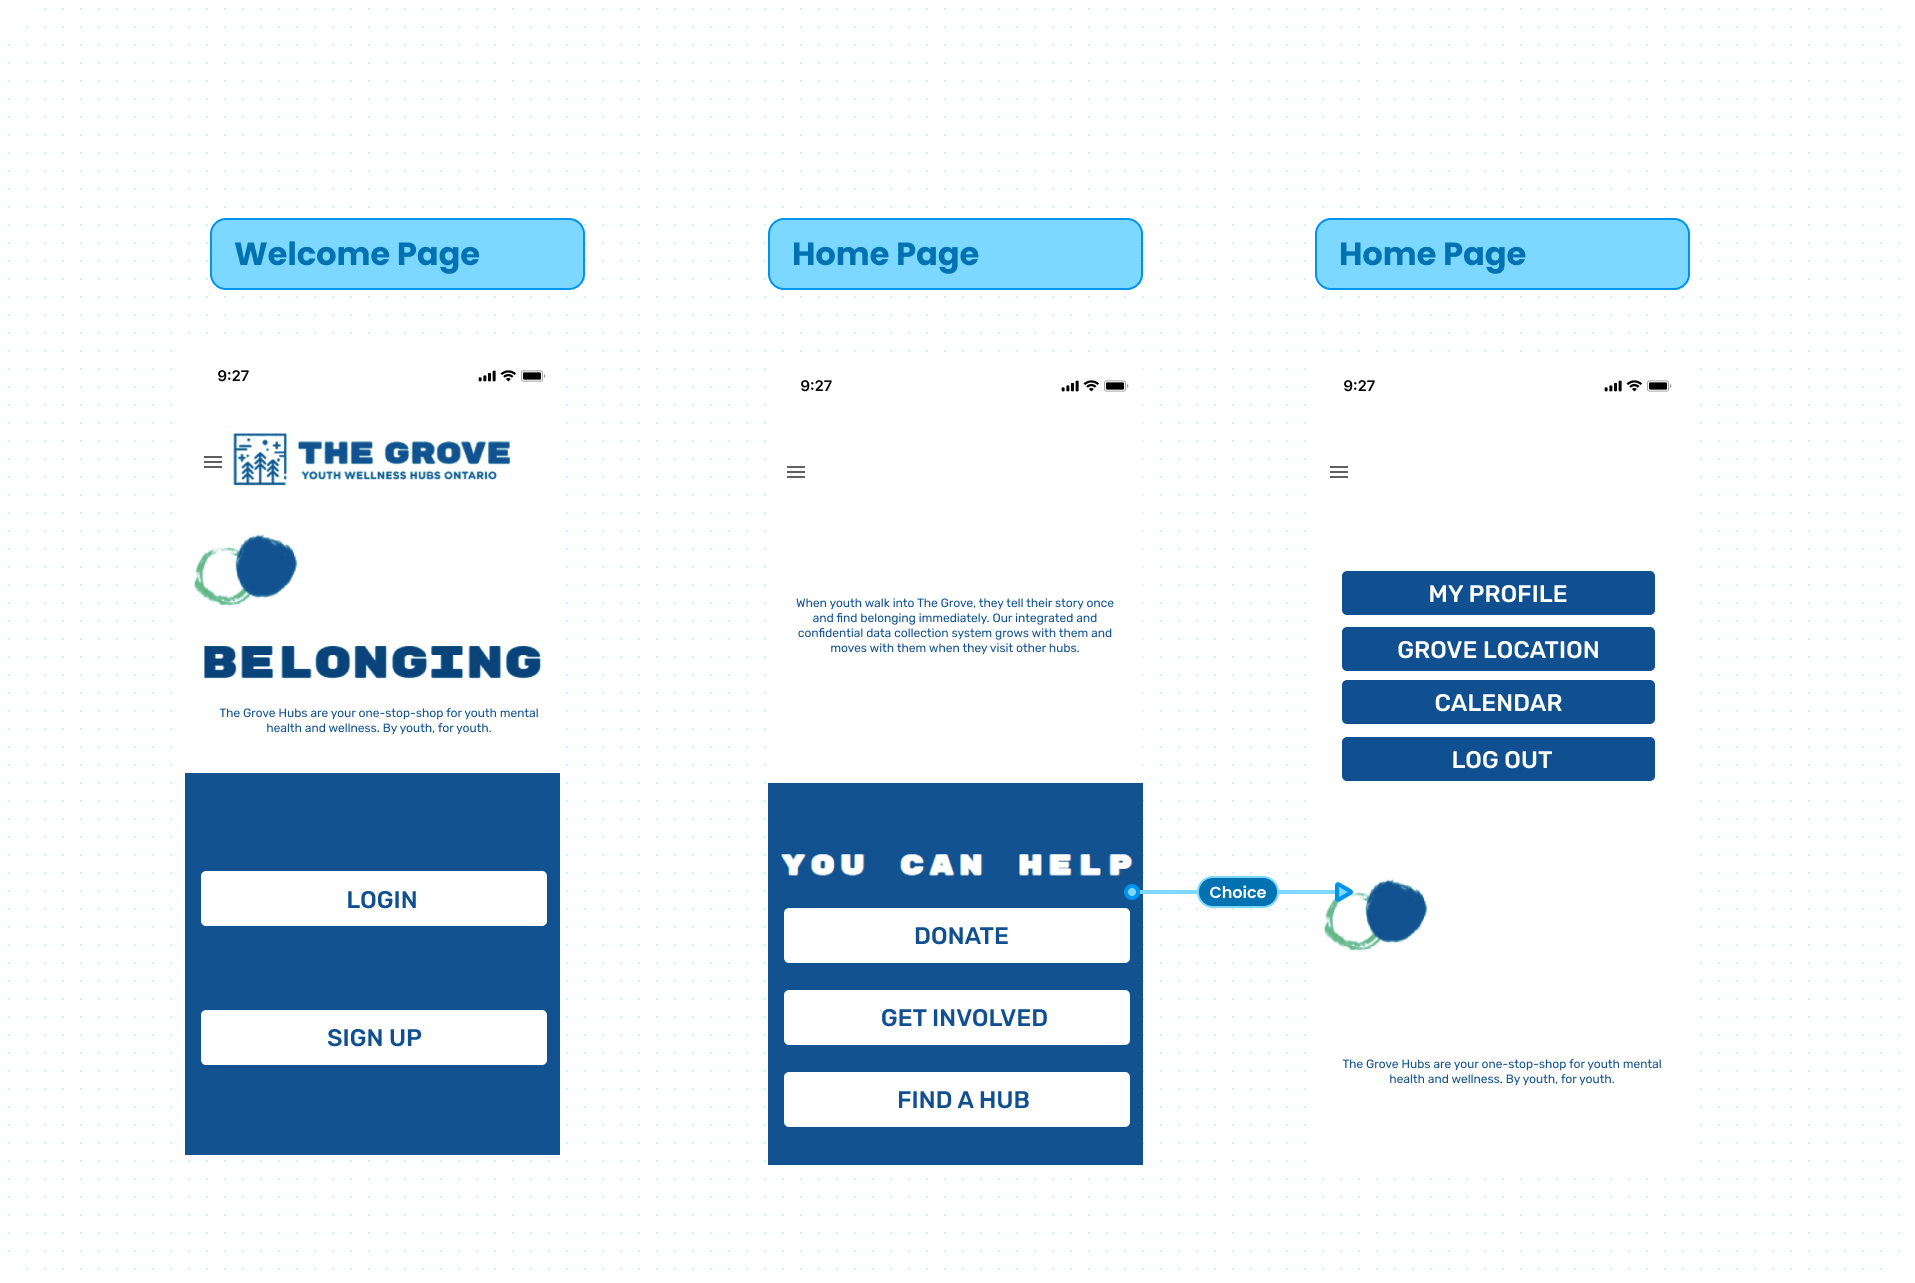 Welcome Page
9:27
THE GROVE
YOUTH WELLNESS HUBS ONTARIO
BELONGING
The Grove Hubs are your one-stop-shop for youth mental
health and wellness. By youth, for youth.
LOGIN
SIGN UP
Home Page
9:27
When youth walk into The Grove, they tell their story once
and find belonging immediately. Our integrated and
confidential data collection system grows with them and
moves with them when they visit other hubs.
YOU CAN HELP
DONATE
GET INVOLVED
FIND A HUB
Choice
Home Page
9:27
MY PROFILE
GROVE LOCATION
CALENDAR
LOG OUT
The Grove Hubs are your one-stop-shop for youth mental
health and wellness. By youth, for youth.